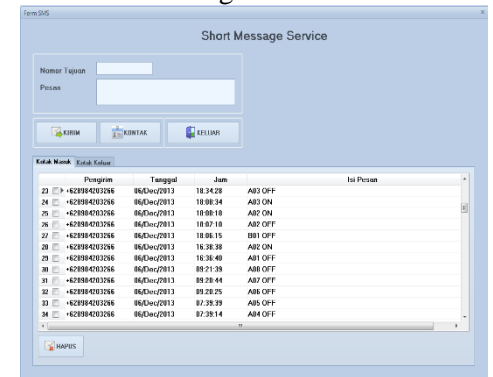 Form SMS
Short Message Service
Nomor Tujuan
Pesan
KIRIM KONTAK KELUAR
Kotak Masuk Kotak Keluar
Pengirim Tanggal Jam Isi Pesan
23 +628984203266 06/Dec/2013 18:34:28 A03 OFF
24 +628984203266 06/Dec/2013 18:08:34 A03 ON
25 +628984203266 06/Dec/2013 18:08:18 A02 ON
26 +628984203266 06/Dec/2013 18:07:10 A02 OFF
27 +628984203266 06/Dec/2013 18:06:15 B01 OFF
28 +628984203266 06/Dec/2013 16:38:38 A02 ON
29 +628984203266 06/Dec/2013 16:36:40 A01 OFF
30 +628984203266 06/Dec/2013 09:21:39 A08 OFF
31 +628984203266 06/Dec/2013 09:20:44 A07 OFF
32 +628984203266 06/Dec/2013 09:20:25 A06 OFF
33 +628984203266 06/Dec/2013 07:39:39 A05 OFF
34 +628984203266 06/Dec/2013 07:39:14 A04 OFF
HAPUS